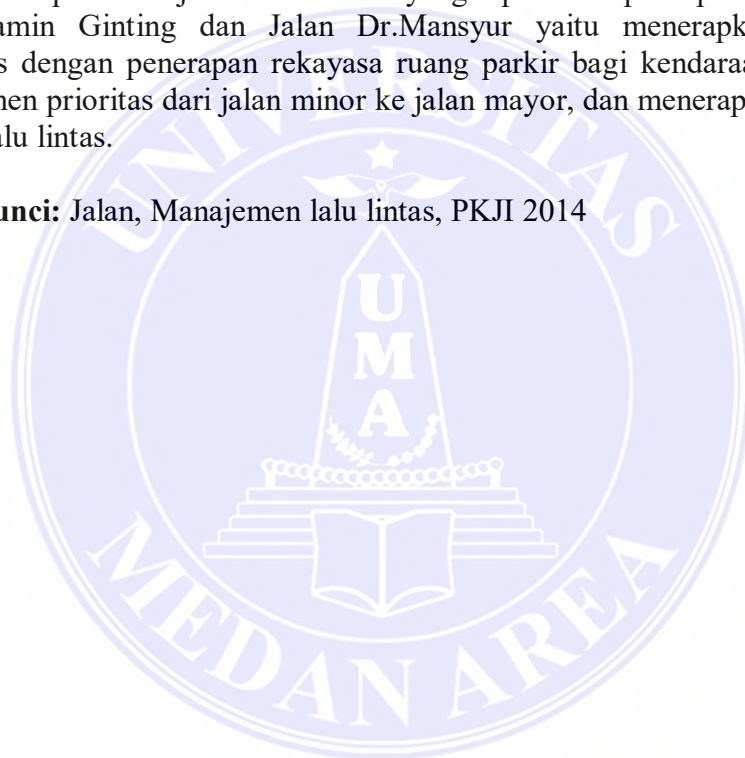 amin Ginting dan Jalan Dr.Mansyur yaitu menerapk
s dengan penerapan rekayasa ruang parkir bagi kendaraa
nen prioritas dari jalan minor ke jalan mayor, dan menerap
alu lintas.
unci: Jalan, Manajemen lalu lintas, PKJI 2014
UNIVERSITAS
U
M
A
MEDAN AREA